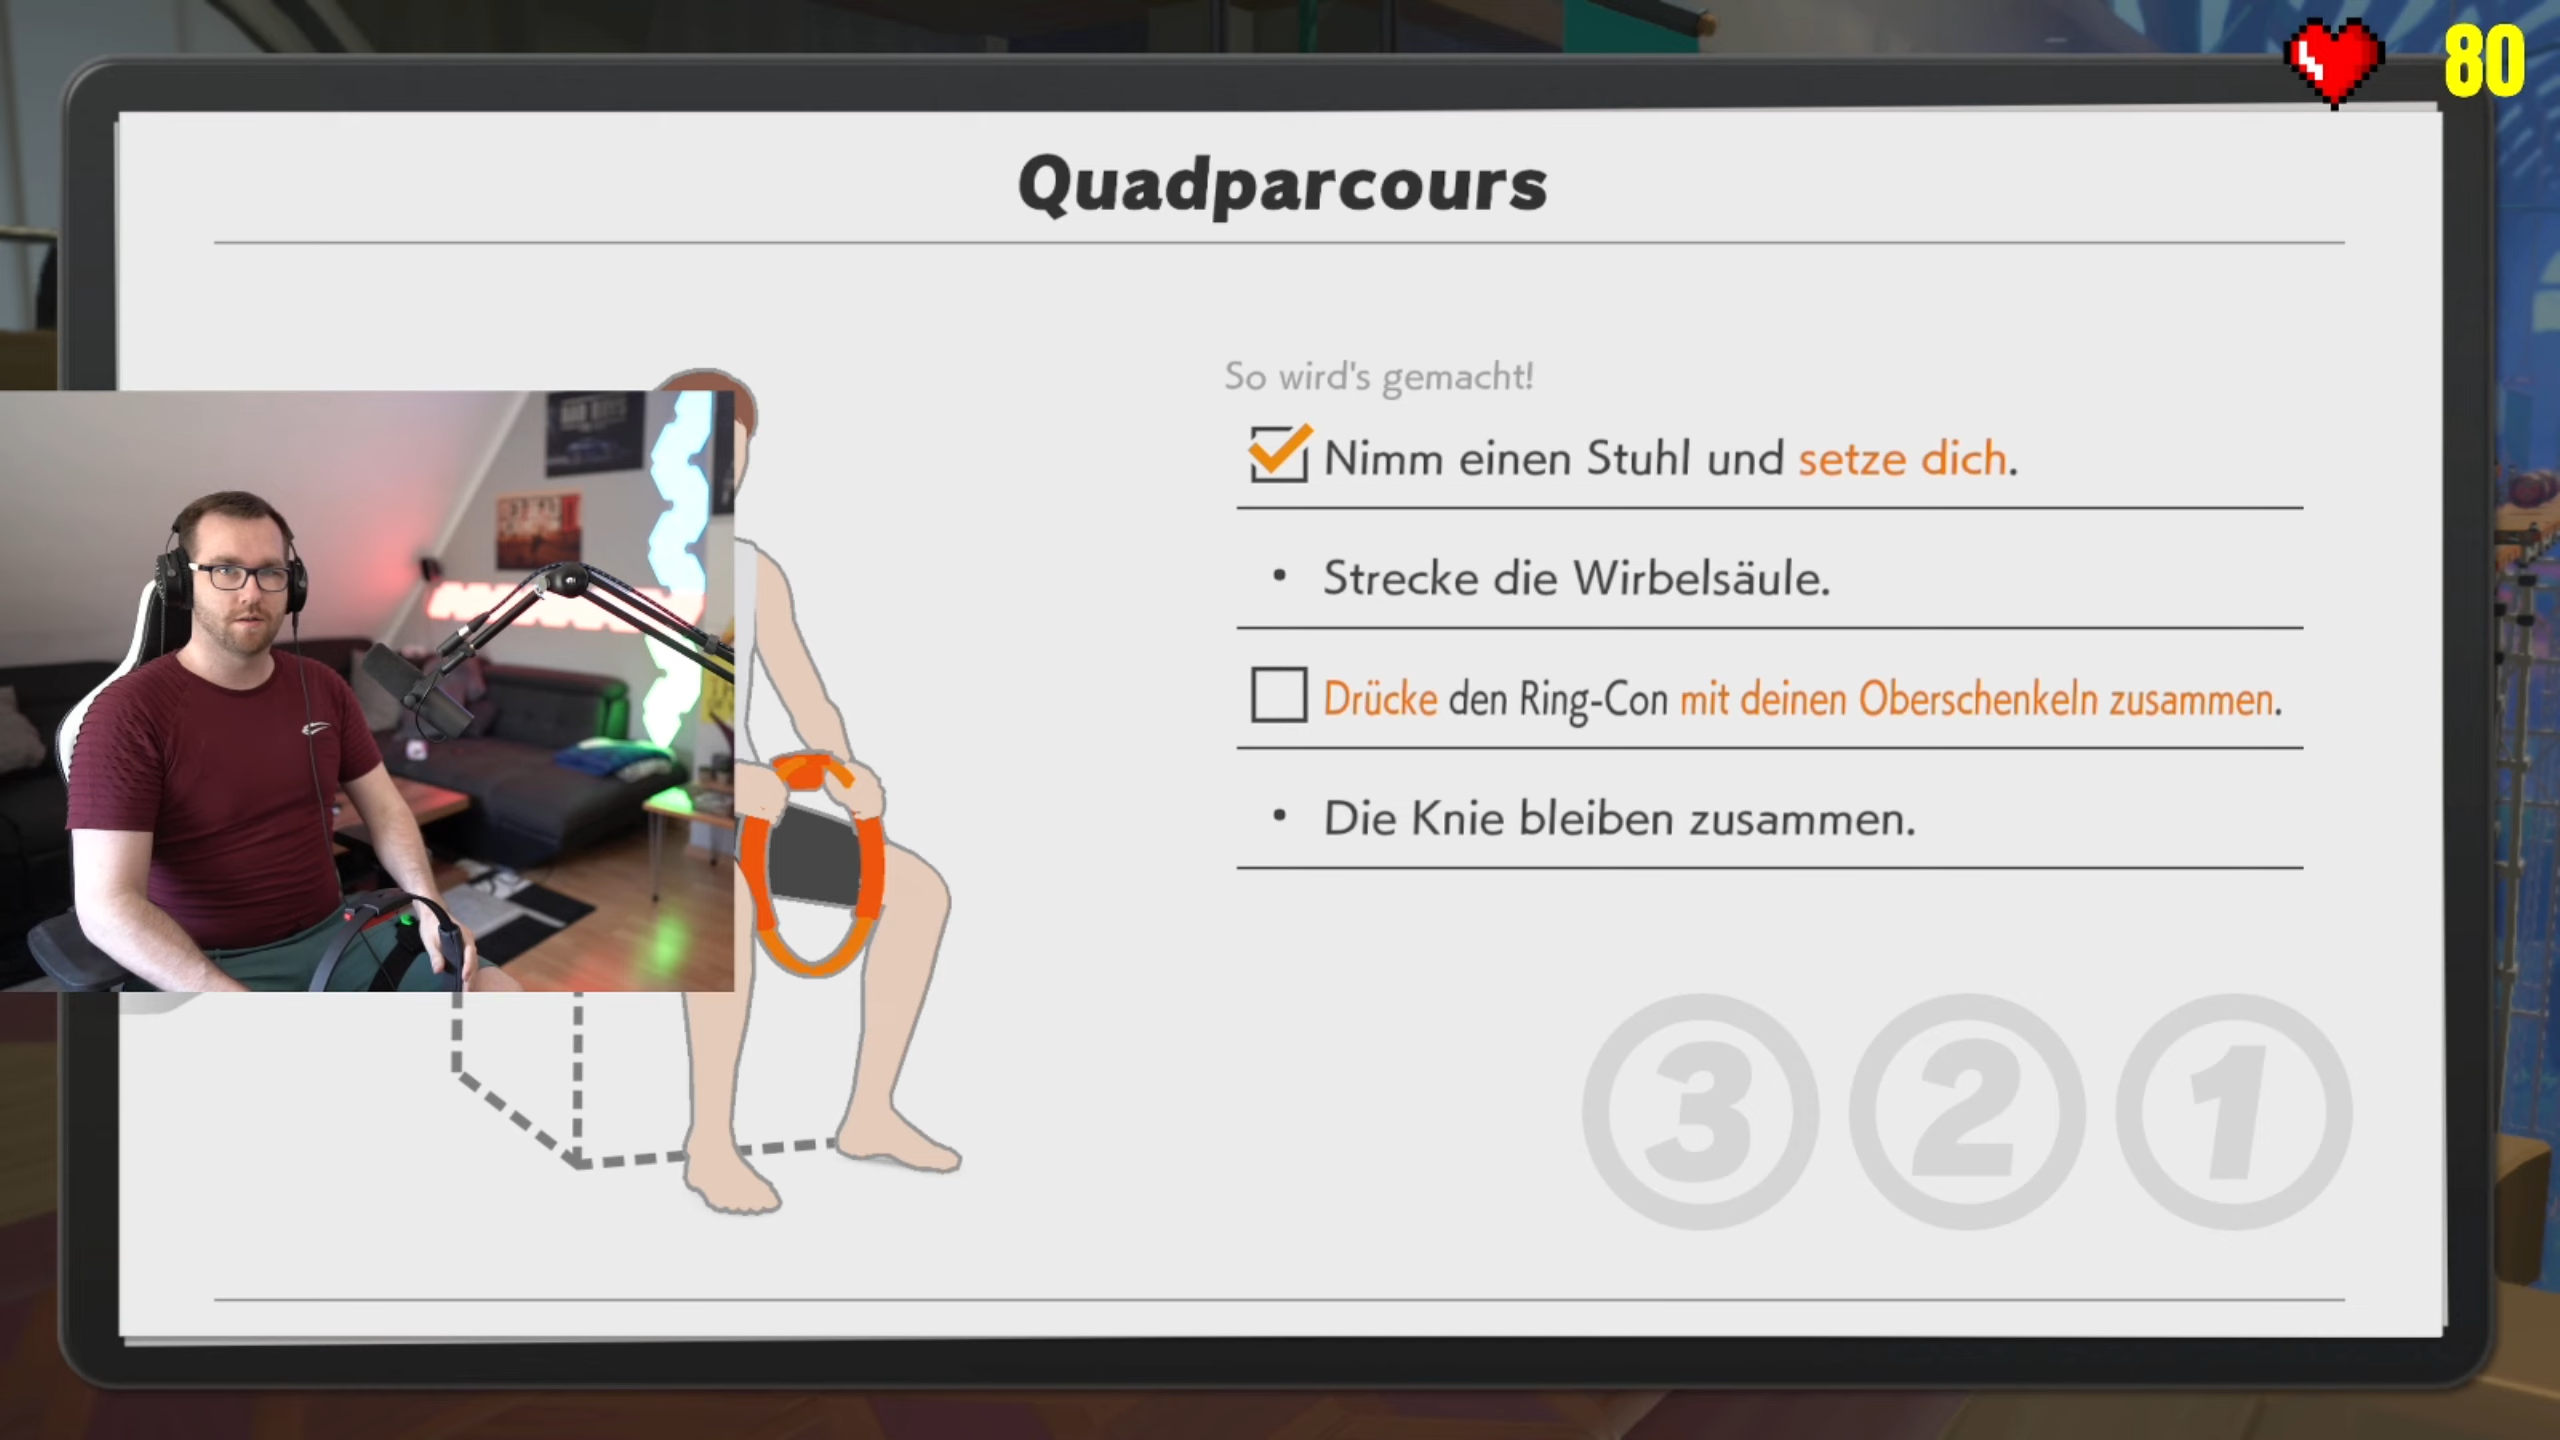 80
Quadparcours
So wird's gemacht!
Nimm einen Stuhl und setze dich.
• Strecke die Wirbelsäule.
Drücke den Ring-Con mit deinen Oberschenkeln zusammen.
• Die Knie bleiben zusammen.
3 2 1